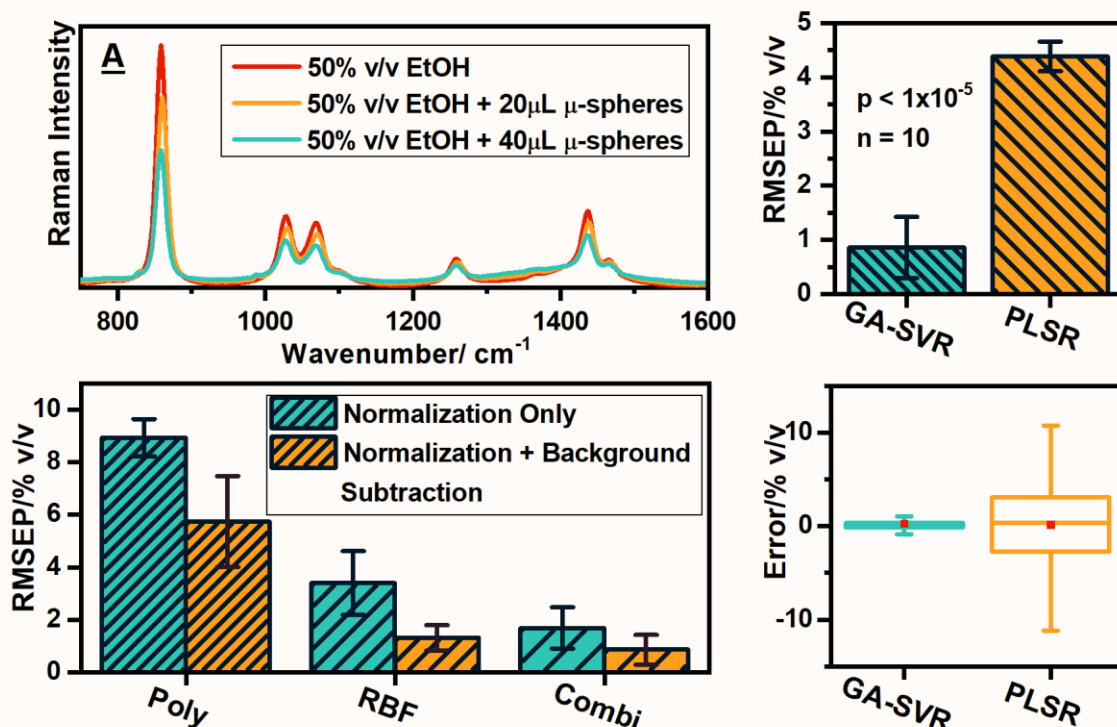 A
50% v/v EtOH
50% v/v EtOH + 20μL μ-spheres
50% v/v EtOH + 40μL μ-spheres
Raman Intensity
800 1000 1200 1400 1600
Wavenumber/ cm⁻¹
RMSEP/% v/v
5
4
3
2
1
0
p < 1x10⁻⁵
n = 10
GA-SVR PLSR
RMSEP/% v/v
10
8
6
4
2
0
Normalization Only
Normalization + Background
Subtraction
Poly RBF Combi
Error/% v/v
10
0
-10
GA-SVR PLSR